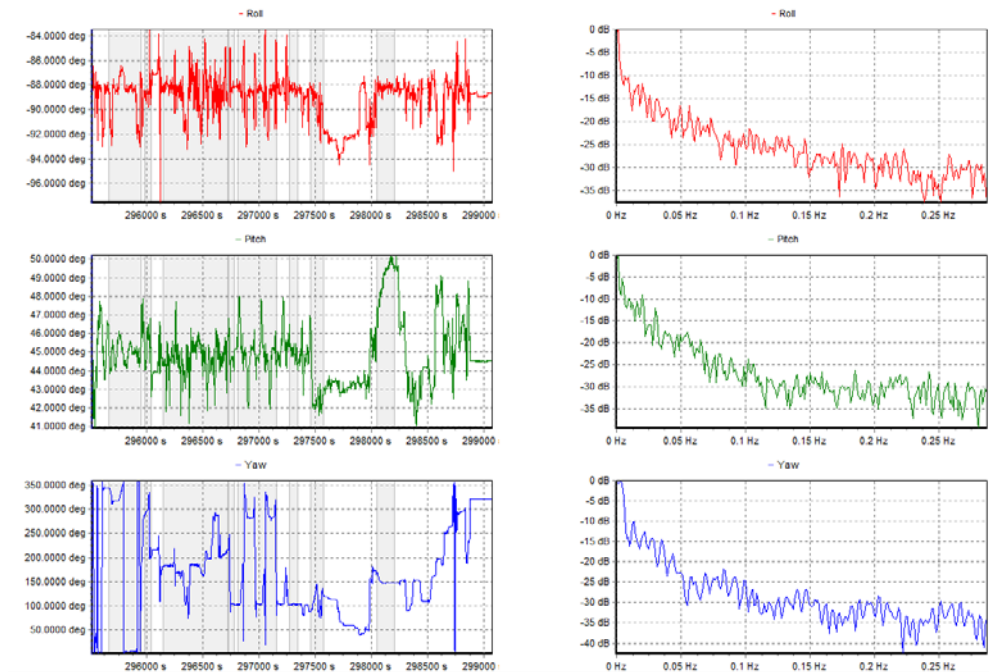 Roll
-84.0000 deg
-86.0000 deg
-88.0000 deg
-90.0000 deg
-92.0000 deg
-94.0000 deg
-96.0000 deg
296000 s 296500 s 297000 s 297500 s 298000 s 298500 s 299000
Roll
0 dB
-5 dB
-10 dB
-15 dB
-20 dB
-25 dB
-30 dB
-35 dB
0 Hz 0.05 Hz 0.1 Hz 0.15 Hz 0.2 Hz 0.25 Hz
Pitch
50.0000 deg
49.0000 deg
48.0000 deg
47.0000 deg
46.0000 deg
45.0000 deg
44.0000 deg
43.0000 deg
42.0000 deg
41.0000 deg
296000 s 296500 s 297000 s 297500 s 298000 s 298500 s 299000
Pitch
0 dB
-5 dB
-10 dB
-15 dB
-20 dB
-25 dB
-30 dB
-35 dB
0 Hz 0.05 Hz 0.1 Hz 0.15 Hz 0.2 Hz 0.25 Hz
Yaw
350.0000 deg
300.0000 deg
250.0000 deg
200.0000 deg
150.0000 deg
100.0000 deg
50.0000 deg
296000 s 296500 s 297000 s 297500 s 298000 s 298500 s 299000
Yaw
0 dB
-5 dB
-10 dB
-15 dB
-20 dB
-25 dB
-30 dB
-35 dB
-40 dB
0 Hz 0.05 Hz 0.1 Hz 0.15 Hz 0.2 Hz 0.25 Hz